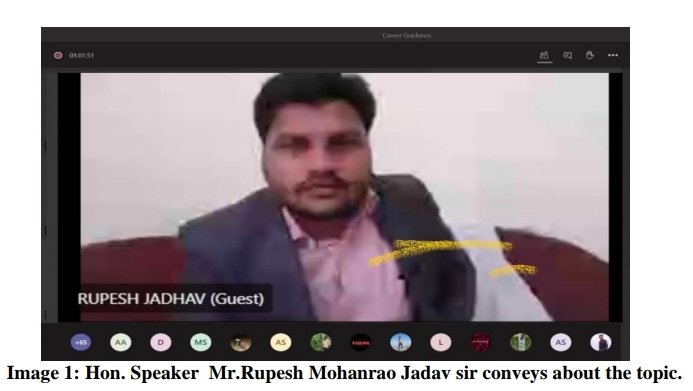 Career Guidance
01:01:51
RUPESH JADHAV (Guest)
+65 AA D MS AS L AS
Image 1: Hon. Speaker Mr.Rupesh Mohanrao Jadav sir conveys about the topic.